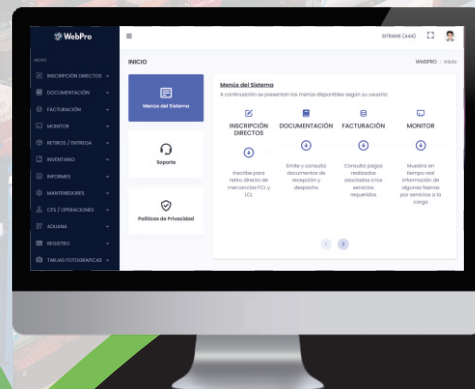 WebPro
SITRANS (444)
MENÚ
INSCRIPCIÓN DIRECTOS
DOCUMENTACIÓN
FACTURACIÓN
MONITOR
RETIROS / ENTREGA
INVENTARIO
INFORMES
MANTENEDORES
CFS / OPERACIONES
ADUANA
REGISTRO
TARJAS FOTOGRAFICAS
INICIO
WMSPRO / Inicio
Menús del Sistema
Soporte
Políticas de Privacidad
Menús del Sistema
A continuación se presentan los menús disponibles según su usuario:
INSCRIPCIÓN
DIRECTOS
Inscribe para
retiro directo de
mercancías FCL y
LCL
DOCUMENTACIÓN
Emite y consulta
documentos de
recepción y
despacho
FACTURACIÓN
Consulta pagos
realizados
asociados a los
servicios
requeridos
MONITOR
Muestra en
tiempo real
información de
algunas faenas
por servicios a la
carga